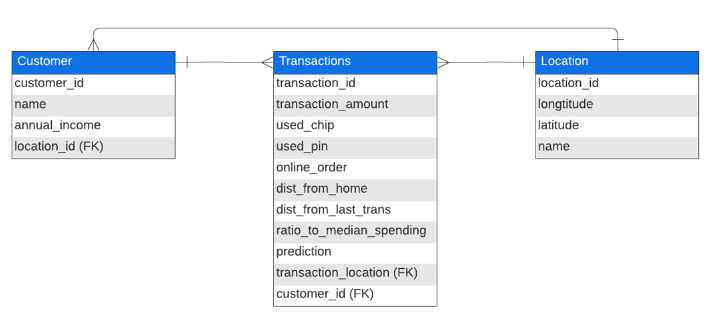 Customer
customer_id
name
annual_income
location_id (FK)
Transactions
transaction_id
transaction_amount
used_chip
used_pin
online_order
dist_from_home
dist_from_last_trans
ratio_to_median_spending
prediction
transaction_location (FK)
customer_id (FK)
Location
location_id
longtitude
latitude
name